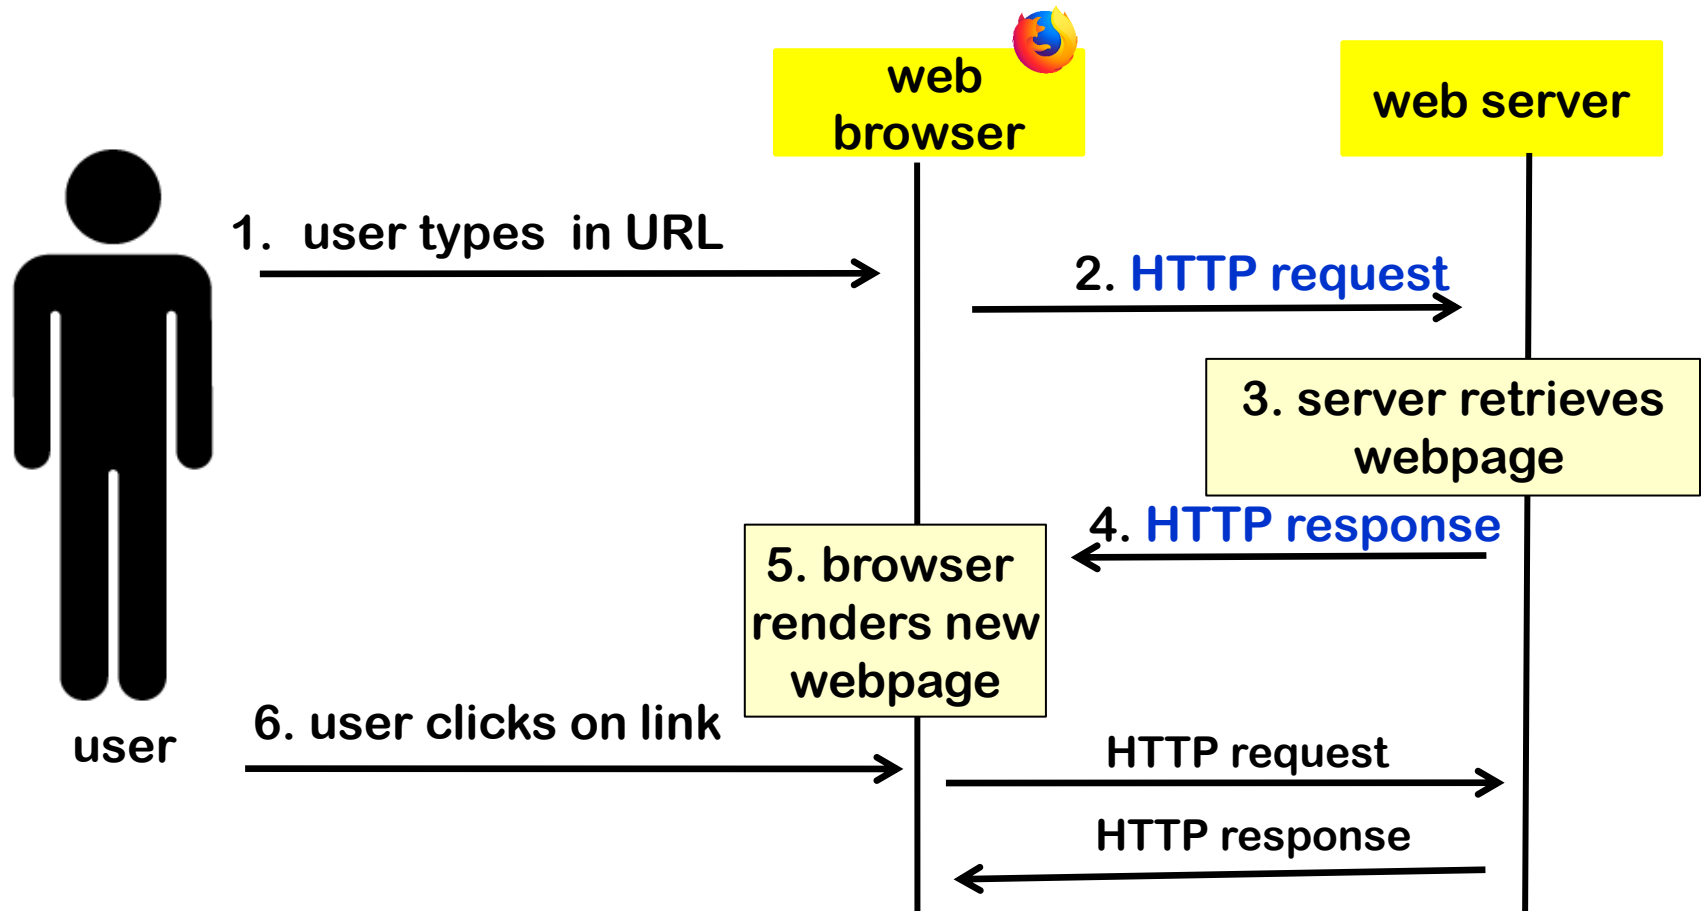 web
browser
web server
1. user types in URL
2. HTTP request
3. server retrieves
webpage
4. HTTP response
5. browser
renders new
webpage
6. user clicks on link
user
HTTP request
HTTP response